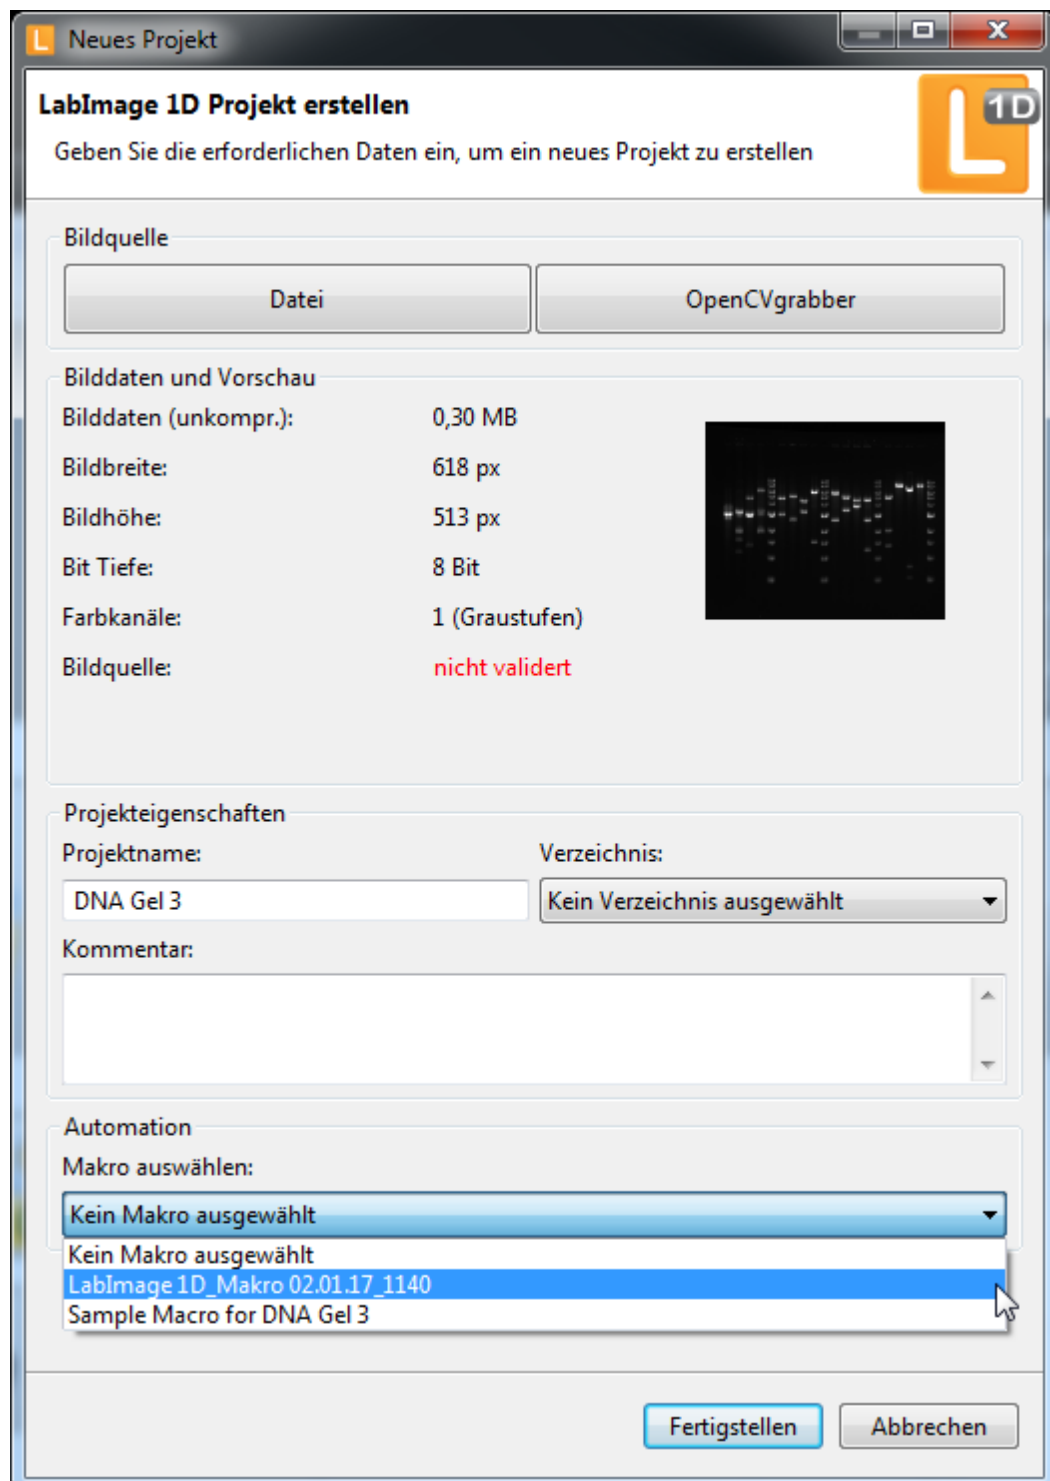 L Neues Projekt
LabImage 1D Projekt erstellen
Geben Sie die erforderlichen Daten ein, um ein neues Projekt zu erstellen
L 1D
Bildquelle
Datei OpenCVgrabber
Bilddaten und Vorschau
Bilddaten (unkompr.): 0,30 MB
Bildbreite: 618 px
Bildhöhe: 513 px
Bit Tiefe: 8 Bit
Farbkanäle: 1 (Graustufen)
Bildquelle: nicht validert
Projekteigenschaften
Projektname: Verzeichnis:
DNA Gel 3 Kein Verzeichnis ausgewählt
Kommentar:
Automation
Makro auswählen:
Kein Makro ausgewählt
Kein Makro ausgewählt
LabImage 1D_Makro 02.01.17_1140
Sample Macro for DNA Gel 3
Fertigstellen Abbrechen